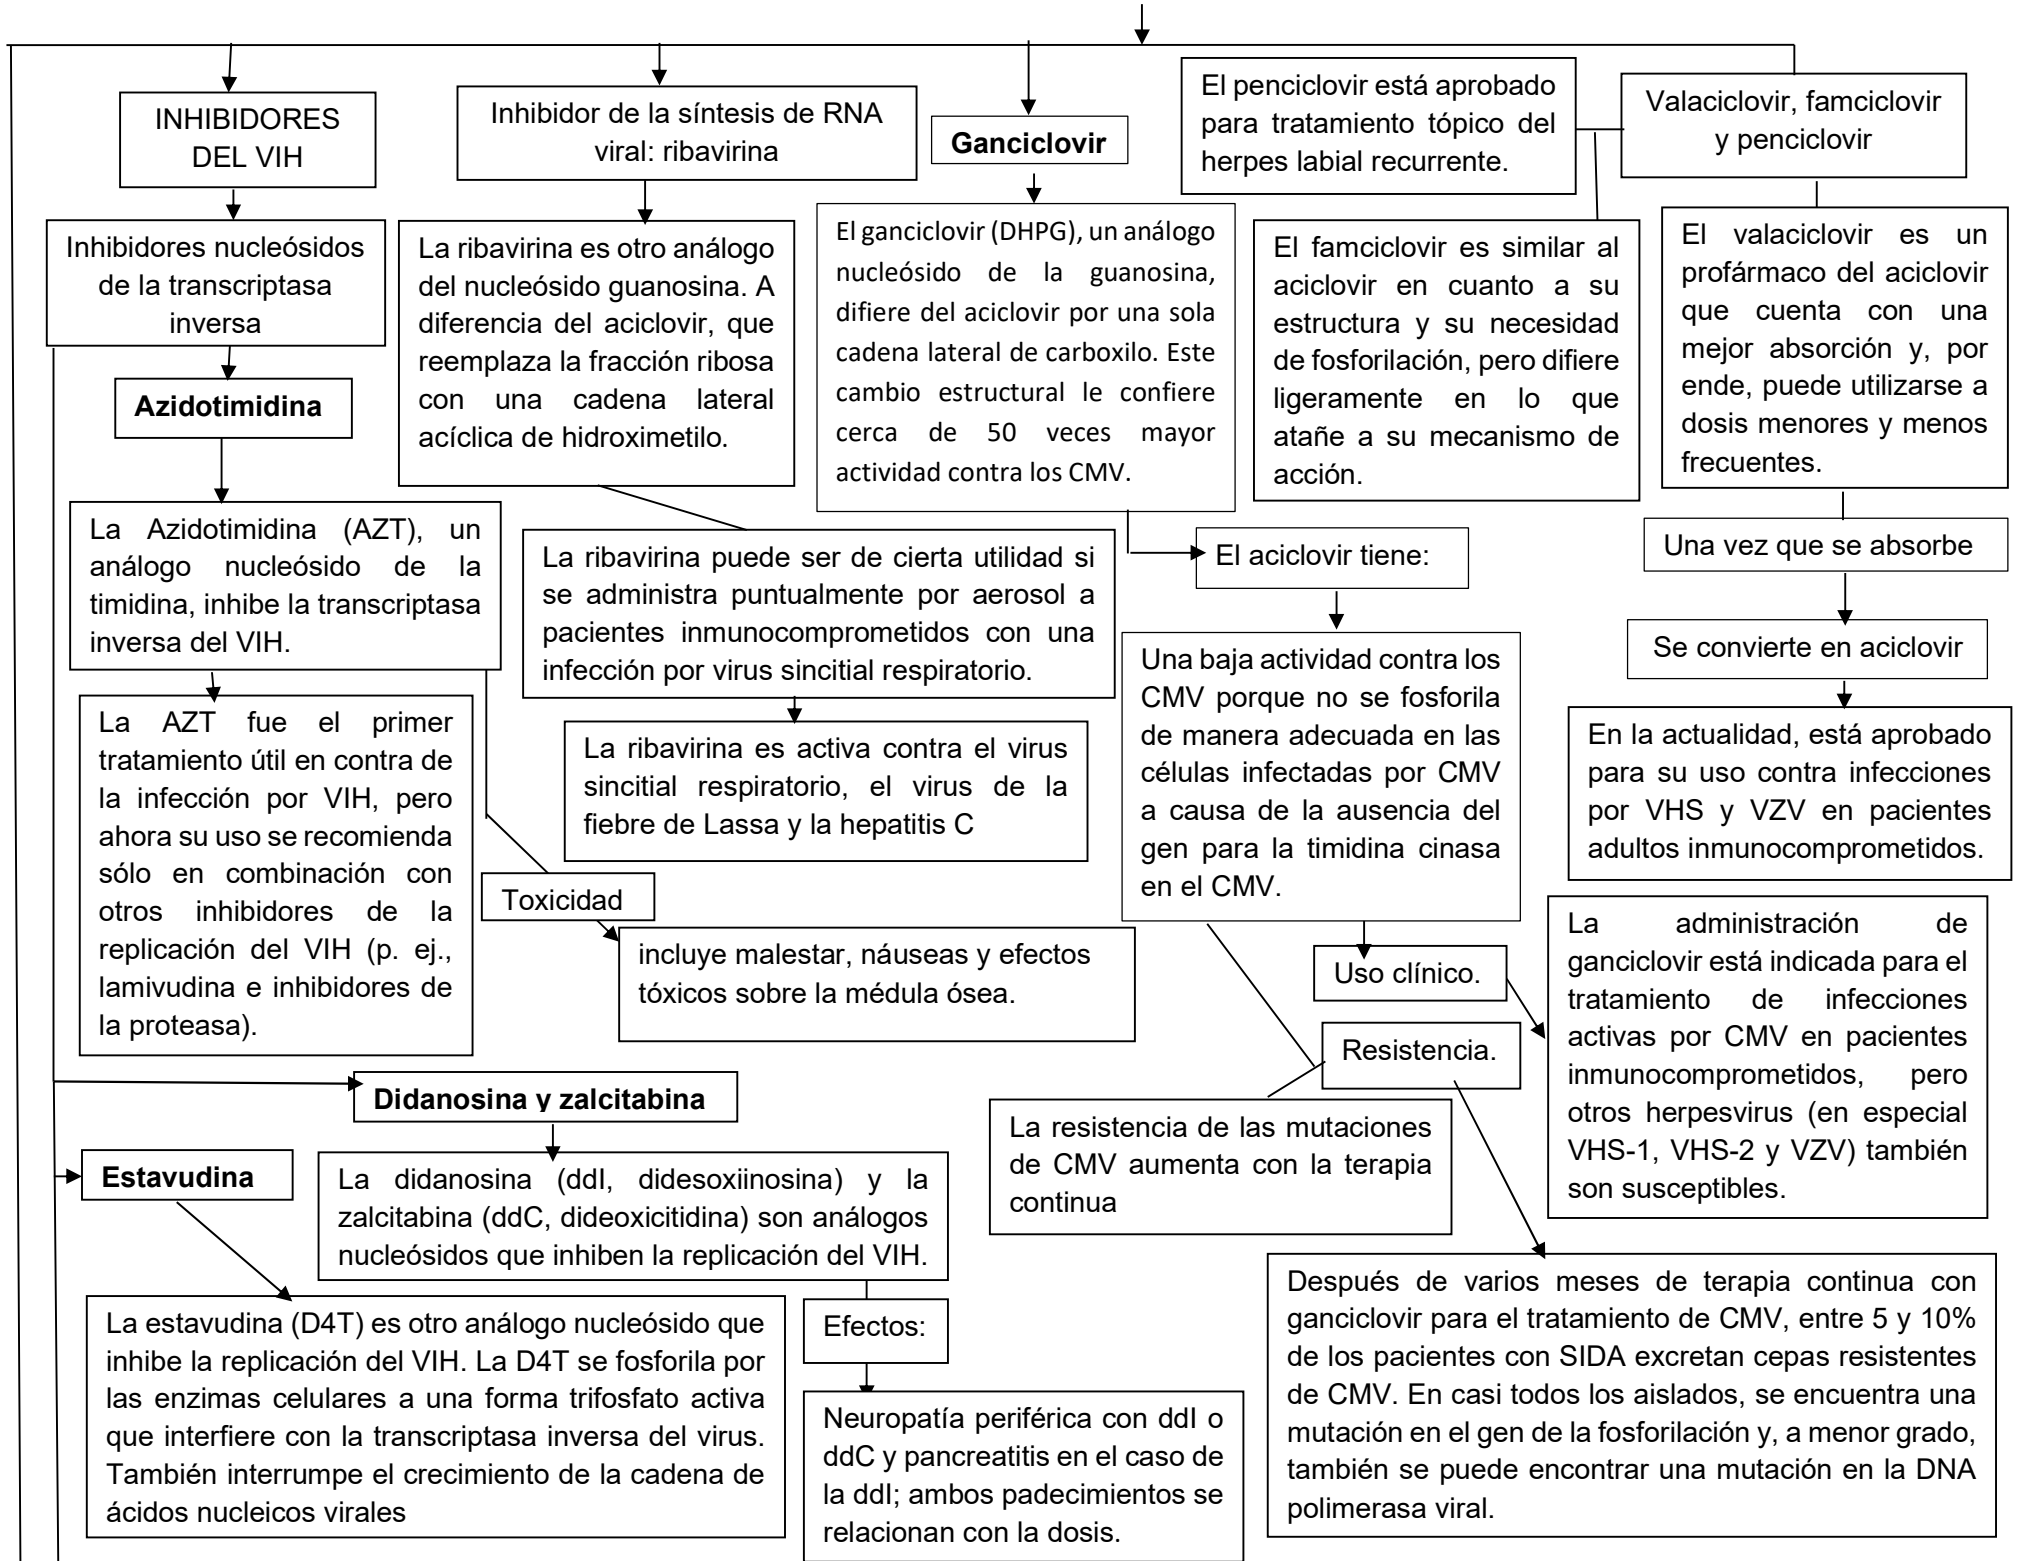 INHIBIDORES
DEL VIH
Inhibidores nucleósidos
de la transcriptasa
inversa
Azidotimidina
La Azidotimidina (AZT), un
análogo nucleósido de la
timidina, inhibe la transcriptasa
inversa del VIH.
La AZT fue el primer
tratamiento útil en contra de
la infección por VIH, pero
ahora su uso se recomienda
sólo en combinación con
otros inhibidores de la
replicación del VIH (p. ej.,
lamivudina e inhibidores de
la proteasa).
Toxicidad
incluye malestar, náuseas y efectos
tóxicos sobre la médula ósea.
Didanosina y zalcitabina
La didanosina (ddI, didesoxiinosina) y la
zalcitabina (ddC, dideoxicitidina) son análogos
nucleósidos que inhiben la replicación del VIH.
Efectos:
Neuropatía periférica con ddI o
ddC y pancreatitis en el caso de
la ddI; ambos padecimientos se
relacionan con la dosis.
Estavudina
La estavudina (D4T) es otro análogo nucleósido que
inhibe la replicación del VIH. La D4T se fosforila por
las enzimas celulares a una forma trifosfato activa
que interfiere con la transcriptasa inversa del virus.
También interrumpe el crecimiento de la cadena de
ácidos nucleicos virales
Inhibidor de la síntesis de RNA
viral: ribavirina
La ribavirina es otro análogo
del nucleósido guanosina. A
diferencia del aciclovir, que
reemplaza la fracción ribosa
con una cadena lateral
acíclica de hidroximetilo.
La ribavirina puede ser de cierta utilidad si
se administra puntualmente por aerosol a
pacientes inmunocomprometidos con una
infección por virus sincitial respiratorio.
La ribavirina es activa contra el virus
sincitial respiratorio, el virus de la
fiebre de Lassa y la hepatitis C
Ganciclovir
El ganciclovir (DHPG), un análogo
nucleósido de la guanosina,
difiere del aciclovir por una sola
cadena lateral de carboxilo. Este
cambio estructural le confiere
cerca de 50 veces mayor
actividad contra los CMV.
El aciclovir tiene:
Una baja actividad contra los
CMV porque no se fosforila
de manera adecuada en las
células infectadas por CMV
a causa de la ausencia del
gen para la timidina cinasa
en el CMV.
Uso clínico.
La administración de
ganciclovir está indicada para el
tratamiento de infecciones
activas por CMV en pacientes
inmunocomprometidos, pero
otros herpesvirus (en especial
VHS-1, VHS-2 y VZV) también
son susceptibles.
Resistencia.
La resistencia de las mutaciones
de CMV aumenta con la terapia
continua
Después de varios meses de terapia continua con
ganciclovir para el tratamiento de CMV, entre 5 y 10%
de los pacientes con SIDA excretan cepas resistentes
de CMV. En casi todos los aislados, se encuentra una
mutación en el gen de la fosforilación y, a menor grado,
también se puede encontrar una mutación en la DNA
polimerasa viral.
Valaciclovir, famciclovir
y penciclovir
El penciclovir está aprobado
para tratamiento tópico del
herpes labial recurrente.
El famciclovir es similar al
aciclovir en cuanto a su
estructura y su necesidad
de fosforilación, pero difiere
ligeramente en lo que
atañe a su mecanismo de
acción.
El valaciclovir es un
profármaco del aciclovir
que cuenta con una
mejor absorción y, por
ende, puede utilizarse a
dosis menores y menos
frecuentes.
Una vez que se absorbe
Se convierte en aciclovir
En la actualidad, está aprobado
para su uso contra infecciones
por VHS y VZV en pacientes
adultos inmunocomprometidos.